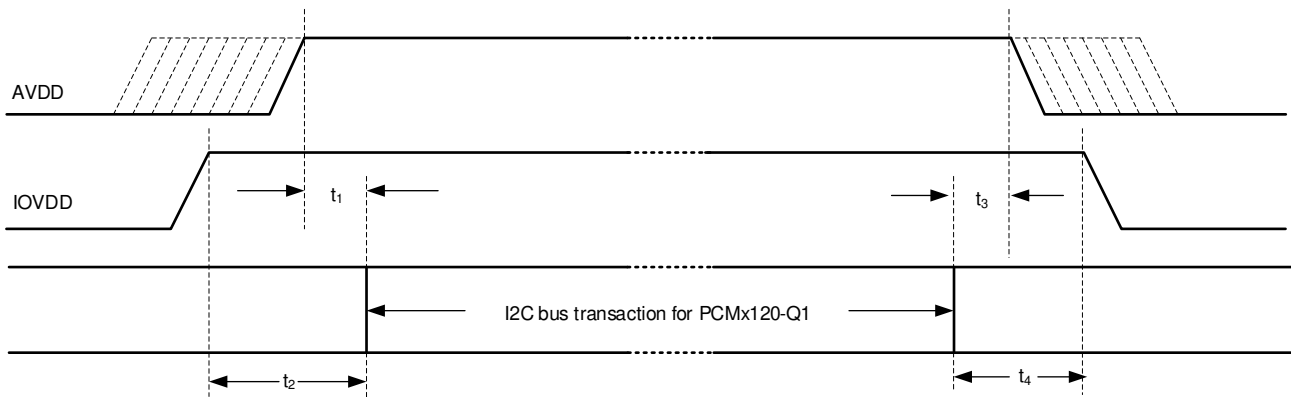 AVDD
IOVDD
t1
t3
I2C bus transaction for PCMx120-Q1
t2
t4